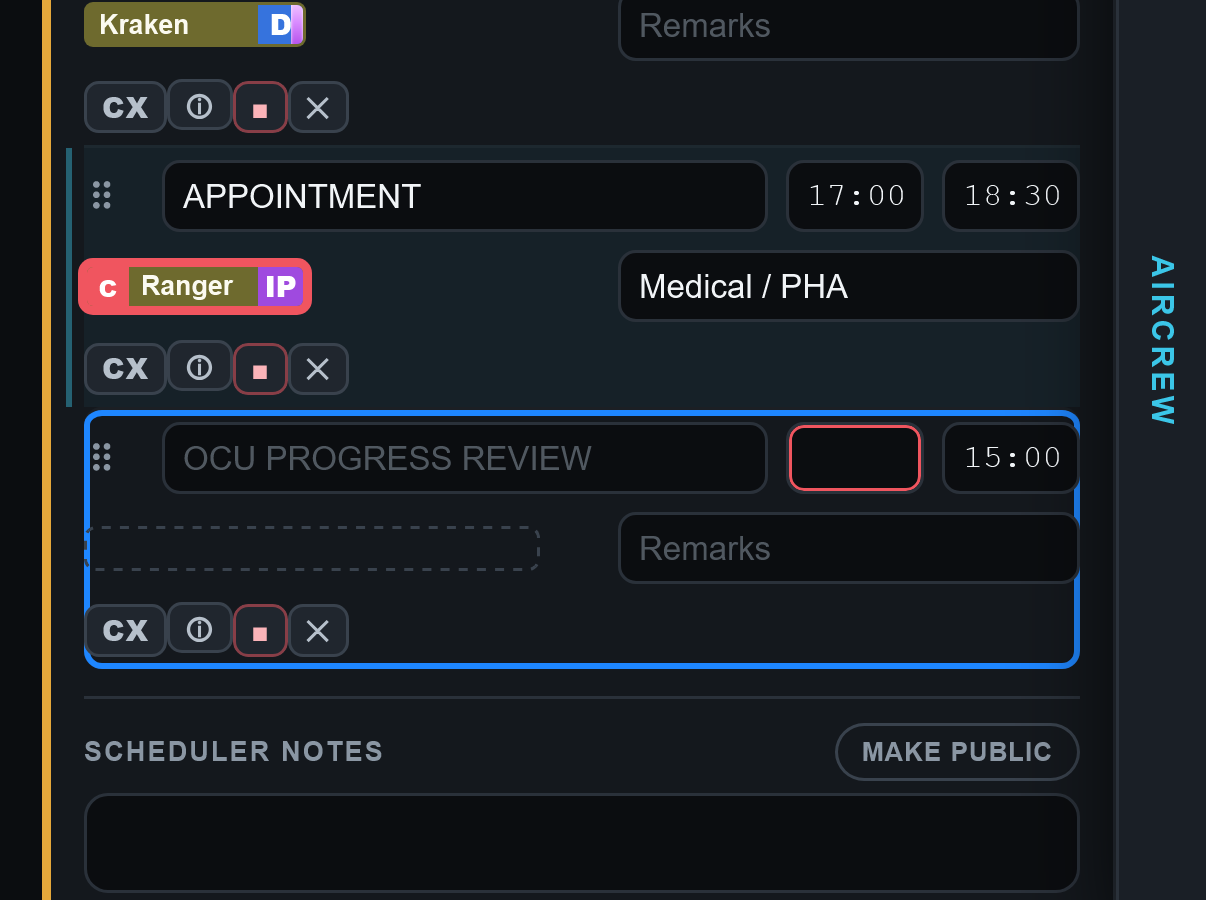 Kraken D Remarks
CX
APPOINTMENT 17:00 18:30
C Ranger IP Medical / PHA
CX
OCU PROGRESS REVIEW 15:00
Remarks
CX
SCHEDULER NOTES MAKE PUBLIC
AIRCREW